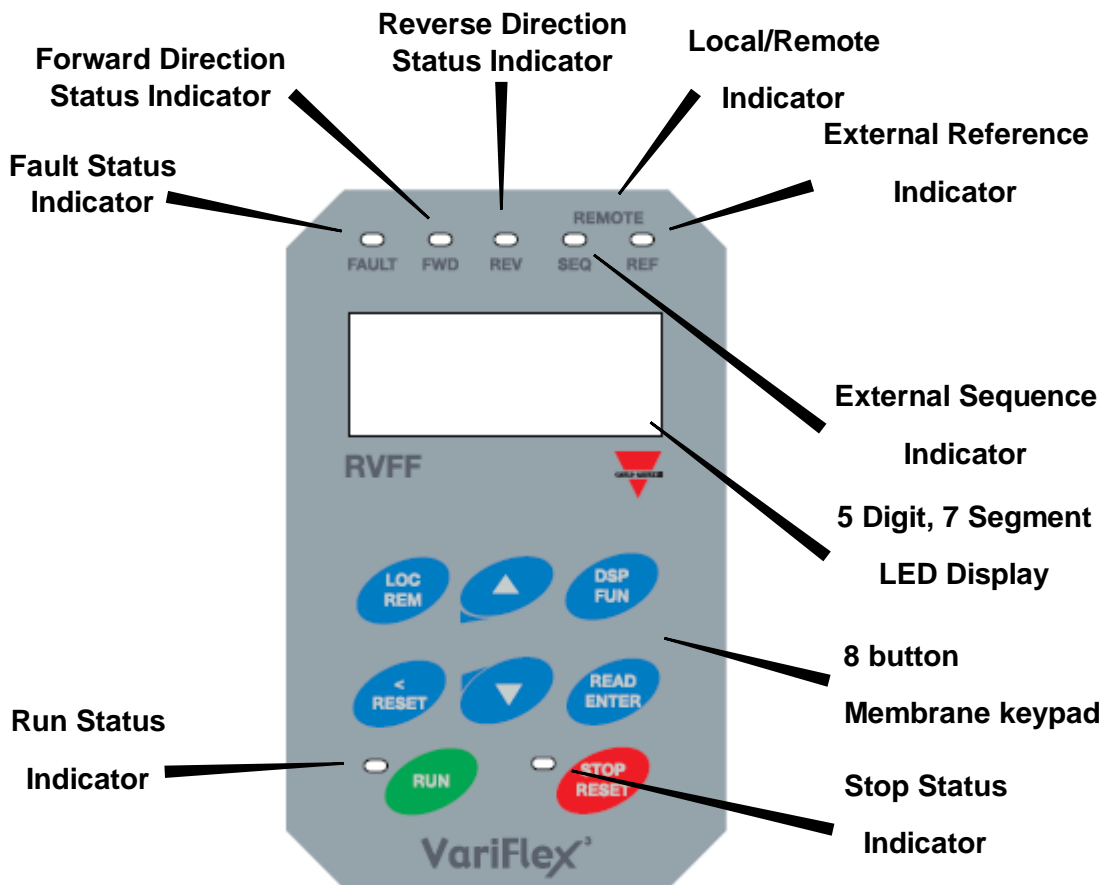 Reverse Direction
Status Indicator
Local/Remote
Indicator
Forward Direction
Status Indicator
External Reference
Indicator
Fault Status
Indicator
REMOTE
FAULT FWD REV SEQ REF
External Sequence
Indicator
RVFF
5 Digit, 7 Segment
LED Display
LOC
REM
DSP
FUN
8 button
Membrane keypad
<
RESET
READ
ENTER
Run Status
Indicator
RUN
STOP
RESET
Stop Status
Indicator
VariFlex³